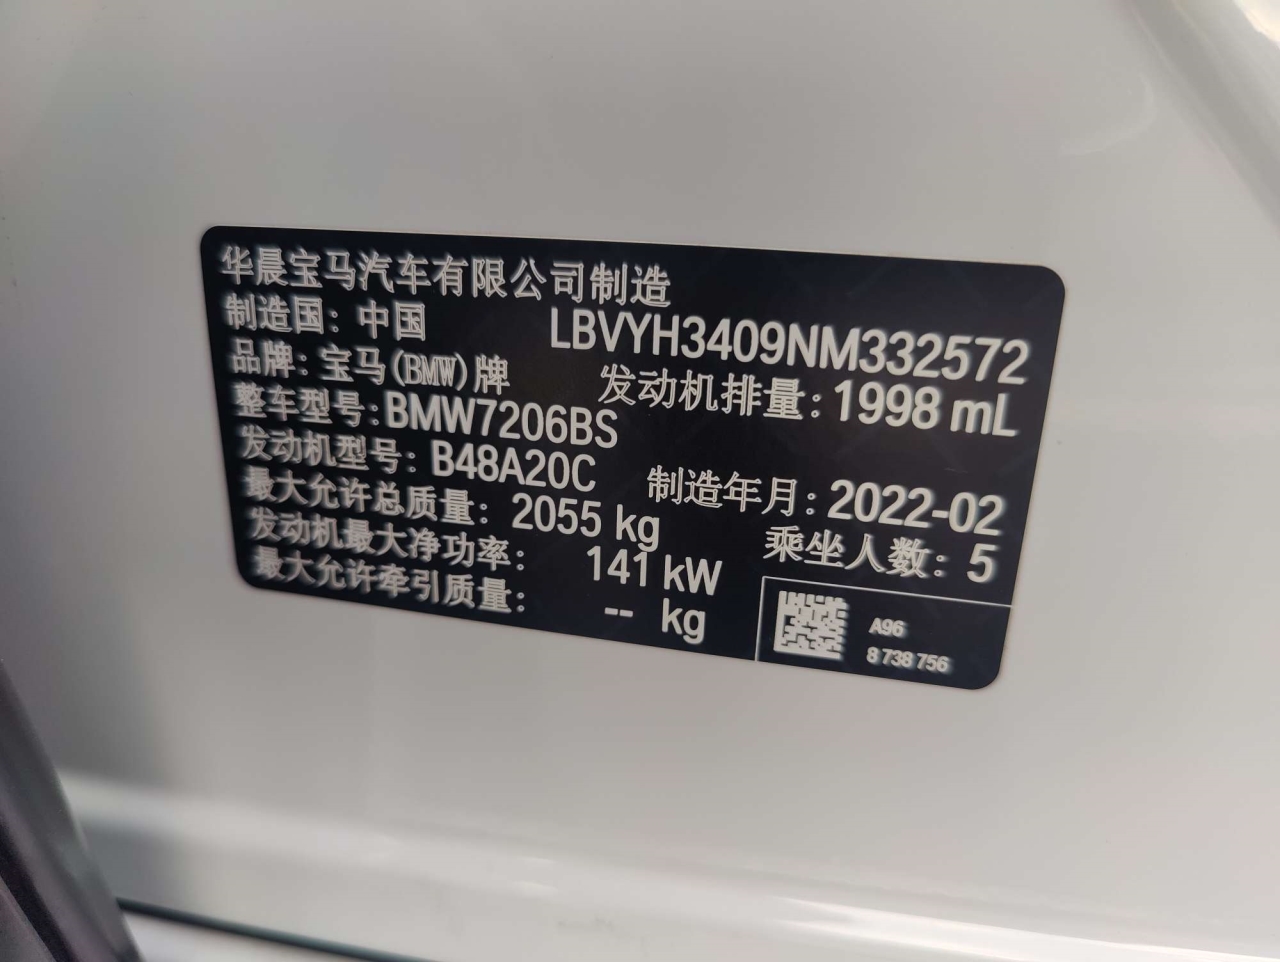 华晨宝马汽车有限公司制造
制造国：中国
LBVYH3409NM332572
品牌：宝马(BMW)牌
发动机排量：1998 mL
整车型号：BMW7206BS
发动机型号：B48A20C
制造年月：2022-02
最大允许总质量：2055 kg
乘坐人数：5
发动机最大净功率：141 kW
最大允许牵引质量：-- kg
A96
8 738 756